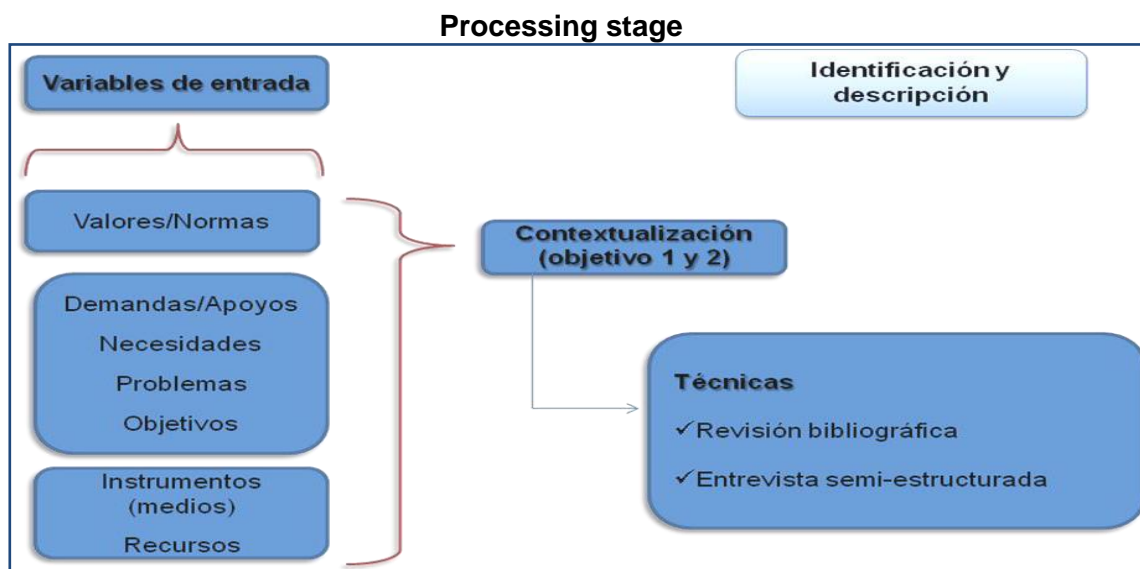 Processing stage
Variables de entrada
Identificación y
descripción
Valores/Normas
Contextualización
(objetivo 1 y 2)
Demandas/Apoyos
Necesidades
Problemas
Objetivos
Técnicas
✓Revisión bibliográfica
✓Entrevista semi-estructurada
Instrumentos
(medios)
Recursos